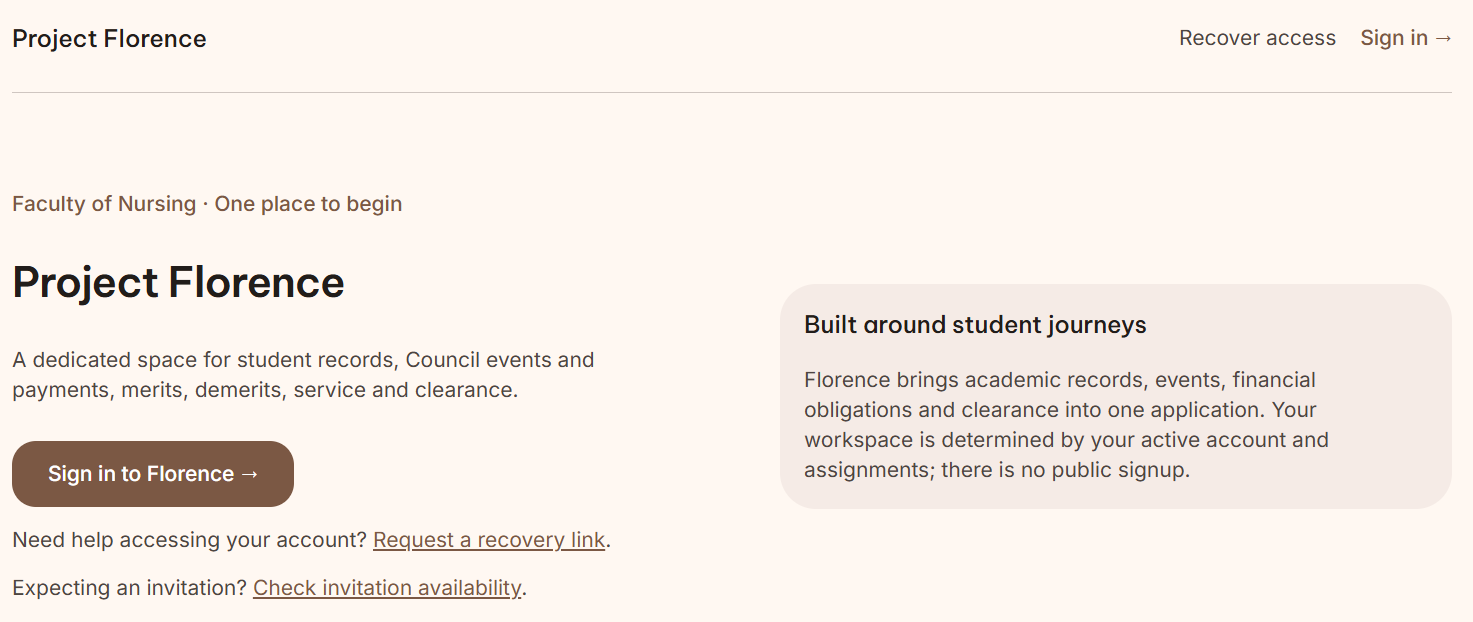 Project Florence
Recover access
Sign in →
Faculty of Nursing · One place to begin
Project Florence
A dedicated space for student records, Council events and
payments, merits, demerits, service and clearance.
Sign in to Florence →
Need help accessing your account? Request a recovery link.
Expecting an invitation? Check invitation availability.
Built around student journeys
Florence brings academic records, events, financial
obligations and clearance into one application. Your
workspace is determined by your active account and
assignments; there is no public signup.